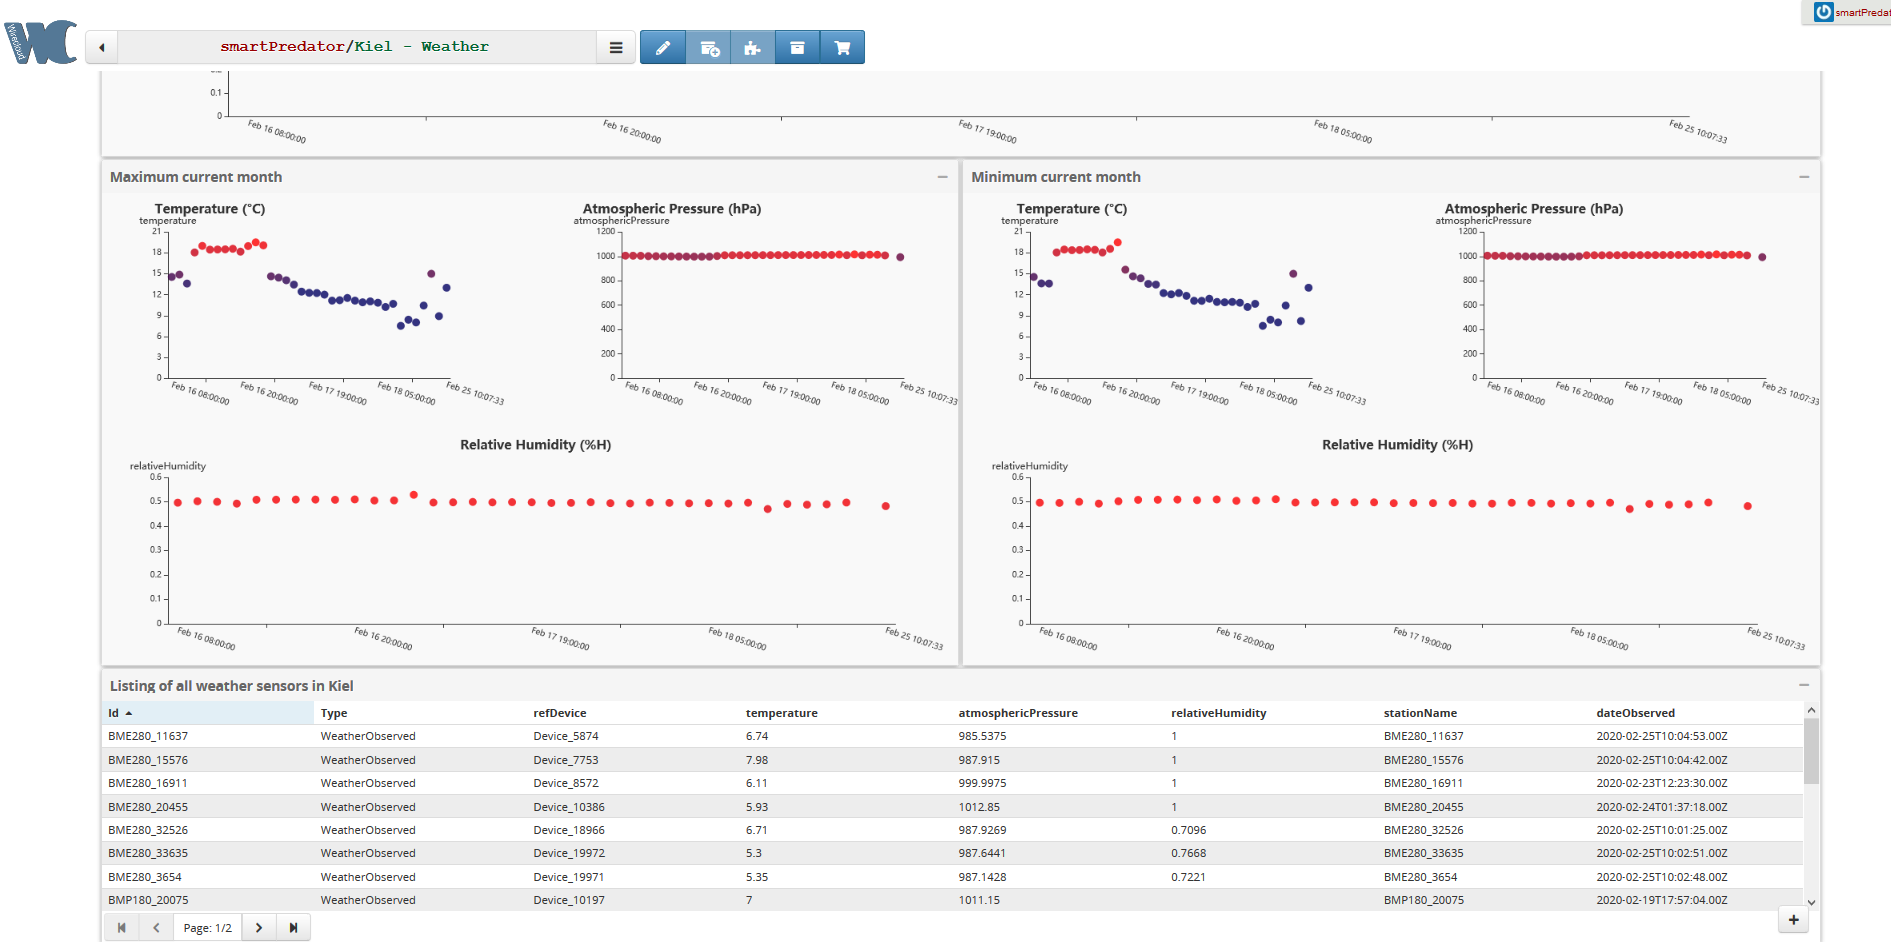 smartPredat
WC
Wirecloud
smartPredator/Kiel - Weather
0.1
0
Feb 16 08:00:00
Feb 16 20:00:00
Feb 17 19:00:00
Feb 18 05:00:00
Feb 25 10:07:33
Maximum current month
Temperature (°C)
temperature
21
18
15
12
9
6
3
0
Feb 16 08:00:00
Feb 16 20:00:00
Feb 17 19:00:00
Feb 18 05:00:00
Feb 25 10:07:33
Atmospheric Pressure (hPa)
atmosphericPressure
1200
1000
800
600
400
200
0
Feb 16 08:00:00
Feb 16 20:00:00
Feb 17 19:00:00
Feb 18 05:00:00
Feb 25 10:07:33
Relative Humidity (%H)
relativeHumidity
0.6
0.5
0.4
0.3
0.2
0.1
0
Feb 16 08:00:00
Feb 16 20:00:00
Feb 17 19:00:00
Feb 18 05:00:00
Feb 25 10:07:33
Minimum current month
Temperature (°C)
temperature
21
18
15
12
9
6
3
0
Feb 16 08:00:00
Feb 16 20:00:00
Feb 17 19:00:00
Feb 18 05:00:00
Feb 25 10:07:33
Atmospheric Pressure (hPa)
atmosphericPressure
1200
1000
800
600
400
200
0
Feb 16 08:00:00
Feb 16 20:00:00
Feb 17 19:00:00
Feb 18 05:00:00
Feb 25 10:07:33
Relative Humidity (%H)
relativeHumidity
0.6
0.5
0.4
0.3
0.2
0.1
0
Feb 16 08:00:00
Feb 16 20:00:00
Feb 17 19:00:00
Feb 18 05:00:00
Feb 25 10:07:33
Listing of all weather sensors in Kiel
Id Type refDevice temperature atmosphericPressure relativeHumidity stationName dateObserved
BME280_11637 WeatherObserved Device_5874 6.74 985.5375 1 BME280_11637 2020-02-25T10:04:53.00Z
BME280_15576 WeatherObserved Device_7753 7.98 987.915 1 BME280_15576 2020-02-25T10:04:42.00Z
BME280_16911 WeatherObserved Device_8572 6.11 999.9975 1 BME280_16911 2020-02-23T12:23:30.00Z
BME280_20455 WeatherObserved Device_10386 5.93 1012.85 1 BME280_20455 2020-02-24T01:37:18.00Z
BME280_32526 WeatherObserved Device_18966 6.71 987.9269 0.7096 BME280_32526 2020-02-25T10:01:25.00Z
BME280_33635 WeatherObserved Device_19972 5.3 987.6441 0.7668 BME280_33635 2020-02-25T10:02:51.00Z
BME280_3654 WeatherObserved Device_19971 5.35 987.1428 0.7221 BME280_3654 2020-02-25T10:02:48.00Z
BMP180_20075 WeatherObserved Device_10197 7 1011.15 BMP180_20075 2020-02-19T17:57:04.00Z
Page: 1/2